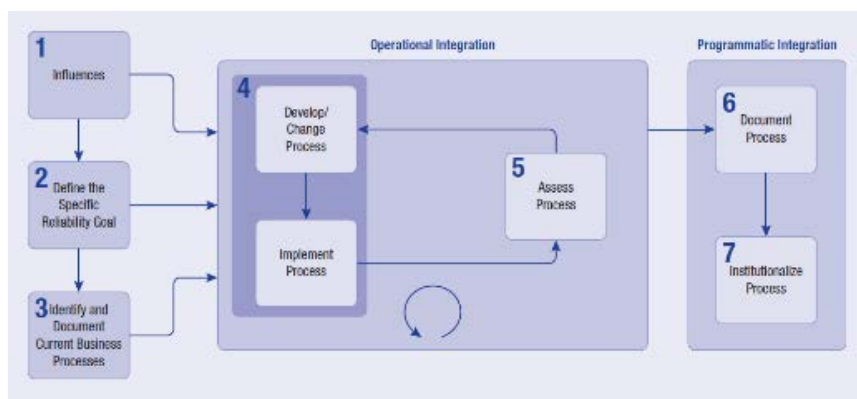 Operational Integration
Programmatic Integration
1
Influences
2
Define the
Specific
Reliability Goal
3
Identify and
Document
Current Business
Processes
4
Develop/
Change
Process
Implement
Process
5
Assess
Process
6
Document
Process
7
Institutionalize
Process